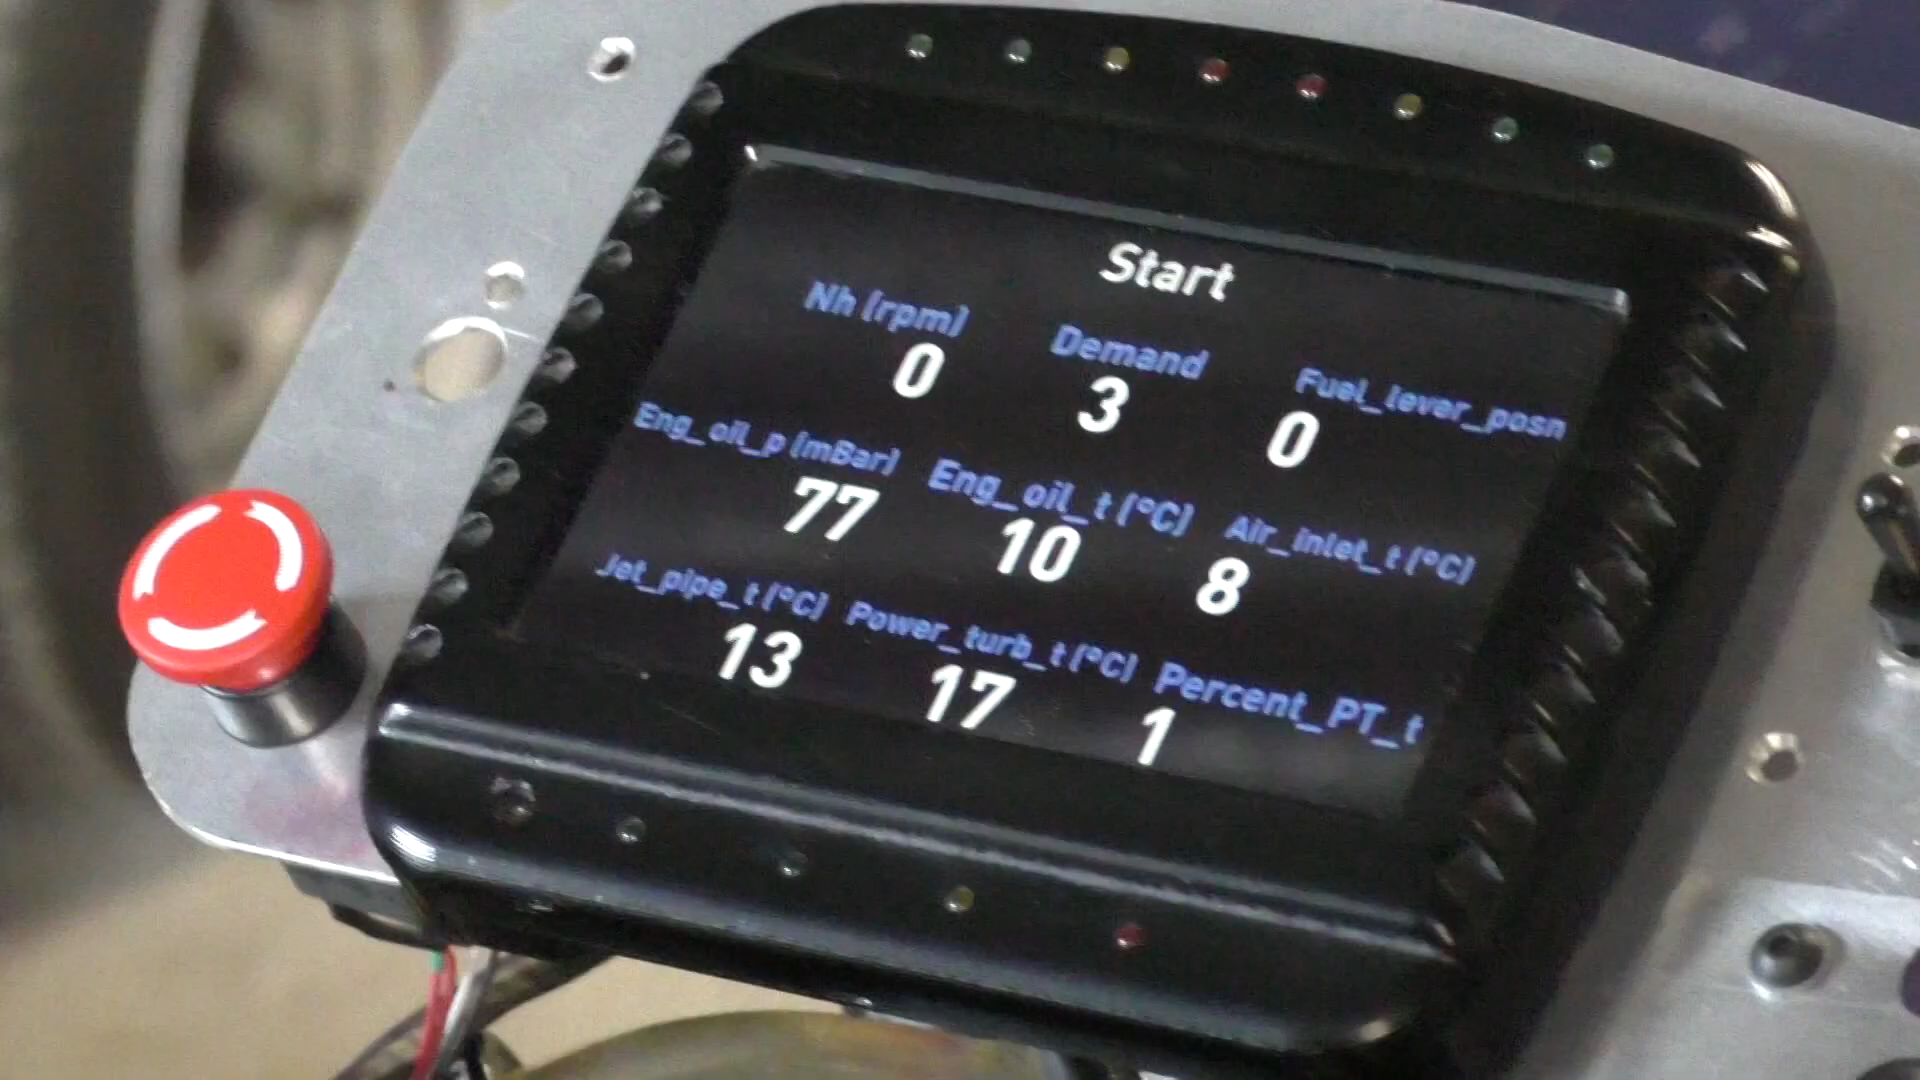 Start
Nh (rpm) Demand Fuel_lever_posn
0 3 0
Eng_oil_p (mBar) Eng_oil_t (°C) Air_inlet_t (°C)
77 10 8
Jet_pipe_t (°C) Power_turb_t (°C) Percent_PT_t
13 17 1